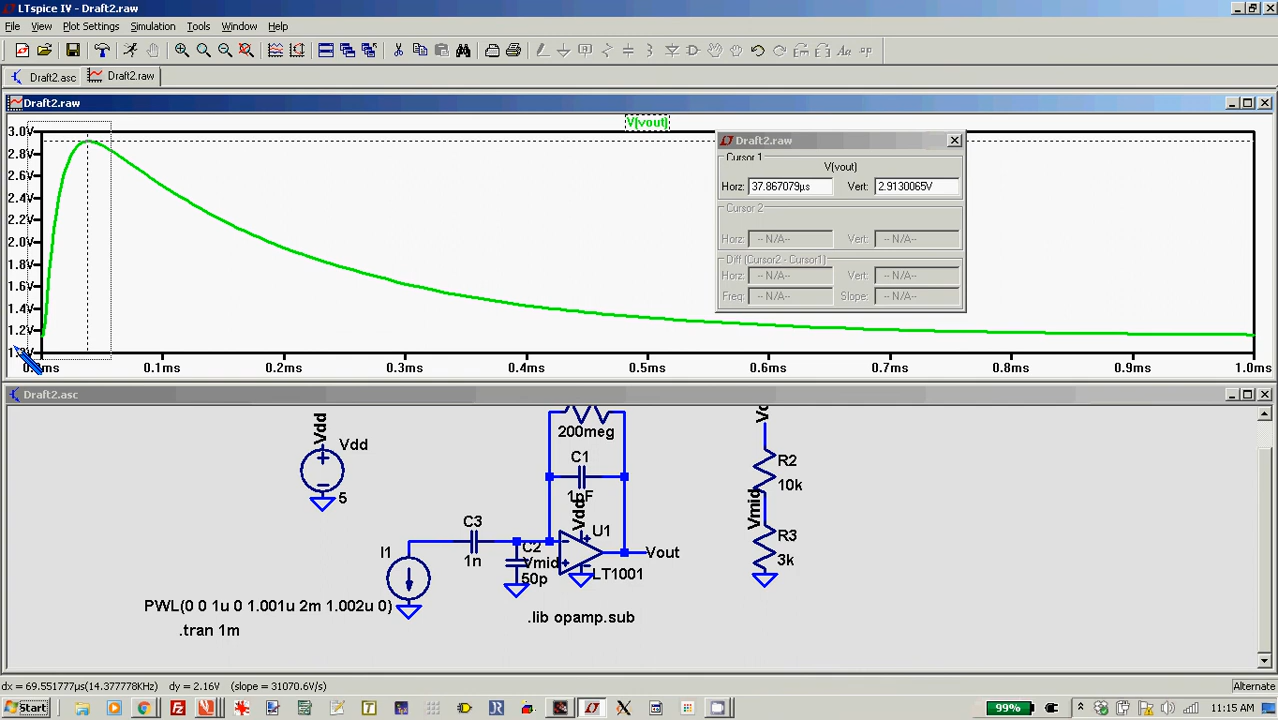 LTspice IV - Draft2.raw
File View Plot Settings Simulation Tools Window Help
Draft2.asc Draft2.raw
Draft2.raw
V(vout)
3.0V
2.8V
2.6V
2.4V
2.2V
2.0V
1.8V
1.6V
1.4V
1.2V
0.1ms 0.2ms 0.3ms 0.4ms 0.5ms 0.6ms 0.7ms 0.8ms 0.9ms 1.0ms
Draft2.raw
Cursor 1
V(vout)
Horz: 37.867079µs Vert: 2.9130065V
Cursor 2
Horz: -- N/A-- Vert: -- N/A--
Diff (Cursor2 - Cursor1)
Horz: -- N/A-- Vert: -- N/A--
Freq: -- N/A-- Slope: -- N/A--
Draft2.asc
Vdd
Vdd
5
200meg
C1
1pF
Vdd
U1
LT1001
Vout
C3
1n
C2
Vmid
50p
I1
PWL(0 0 1u 0 1.001u 2m 1.002u 0)
.tran 1m
.lib opamp.sub
R2
10k
Vmid
R3
3k
dx = 69.551777µs(14.377778KHz) dy = 2.16V (slope = 31070.6V/s) Alternate
Start 99% 11:15 AM